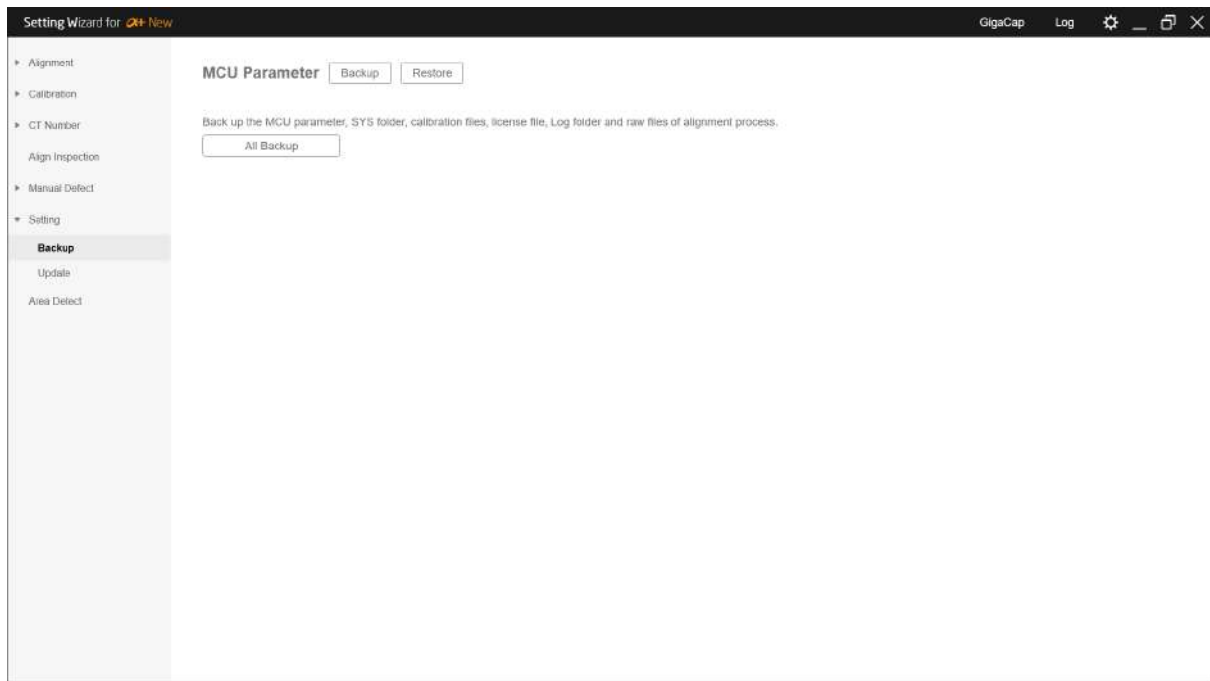 Setting Wizard for α+ New
GigaCap
Log
Alignment
Calibration
CT Number
Align Inspection
Manual Defect
Setting
Backup
Update
Area Detect
MCU Parameter
Backup
Restore
Back up the MCU parameter, SYS folder, calibration files, license file, Log folder and raw files of alignment process.
All Backup